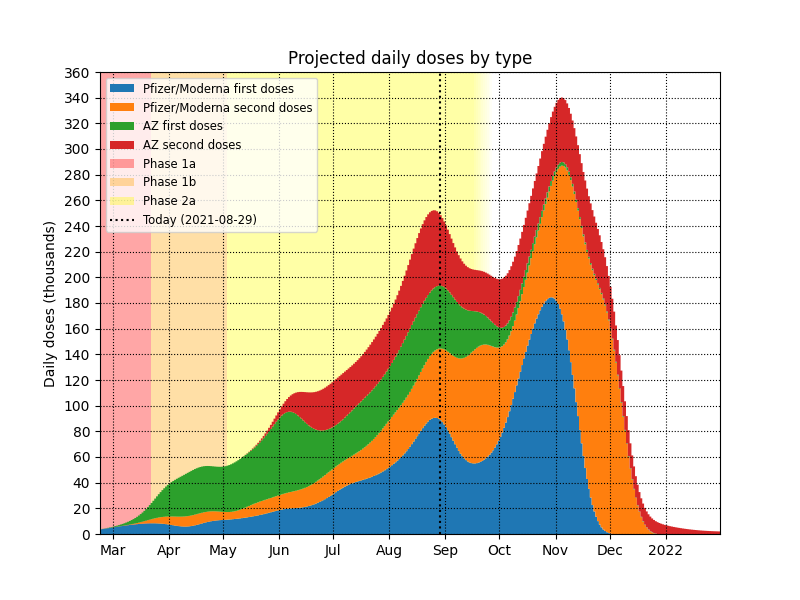 Projected daily doses by type
Daily doses (thousands)
360
340
320
300
280
260
240
220
200
180
160
140
120
100
80
60
40
20
0
Pfizer/Moderna first doses
Pfizer/Moderna second doses
AZ first doses
AZ second doses
Phase 1a
Phase 1b
Phase 2a
Today (2021-08-29)
Mar Apr May Jun Jul Aug Sep Oct Nov Dec 2022